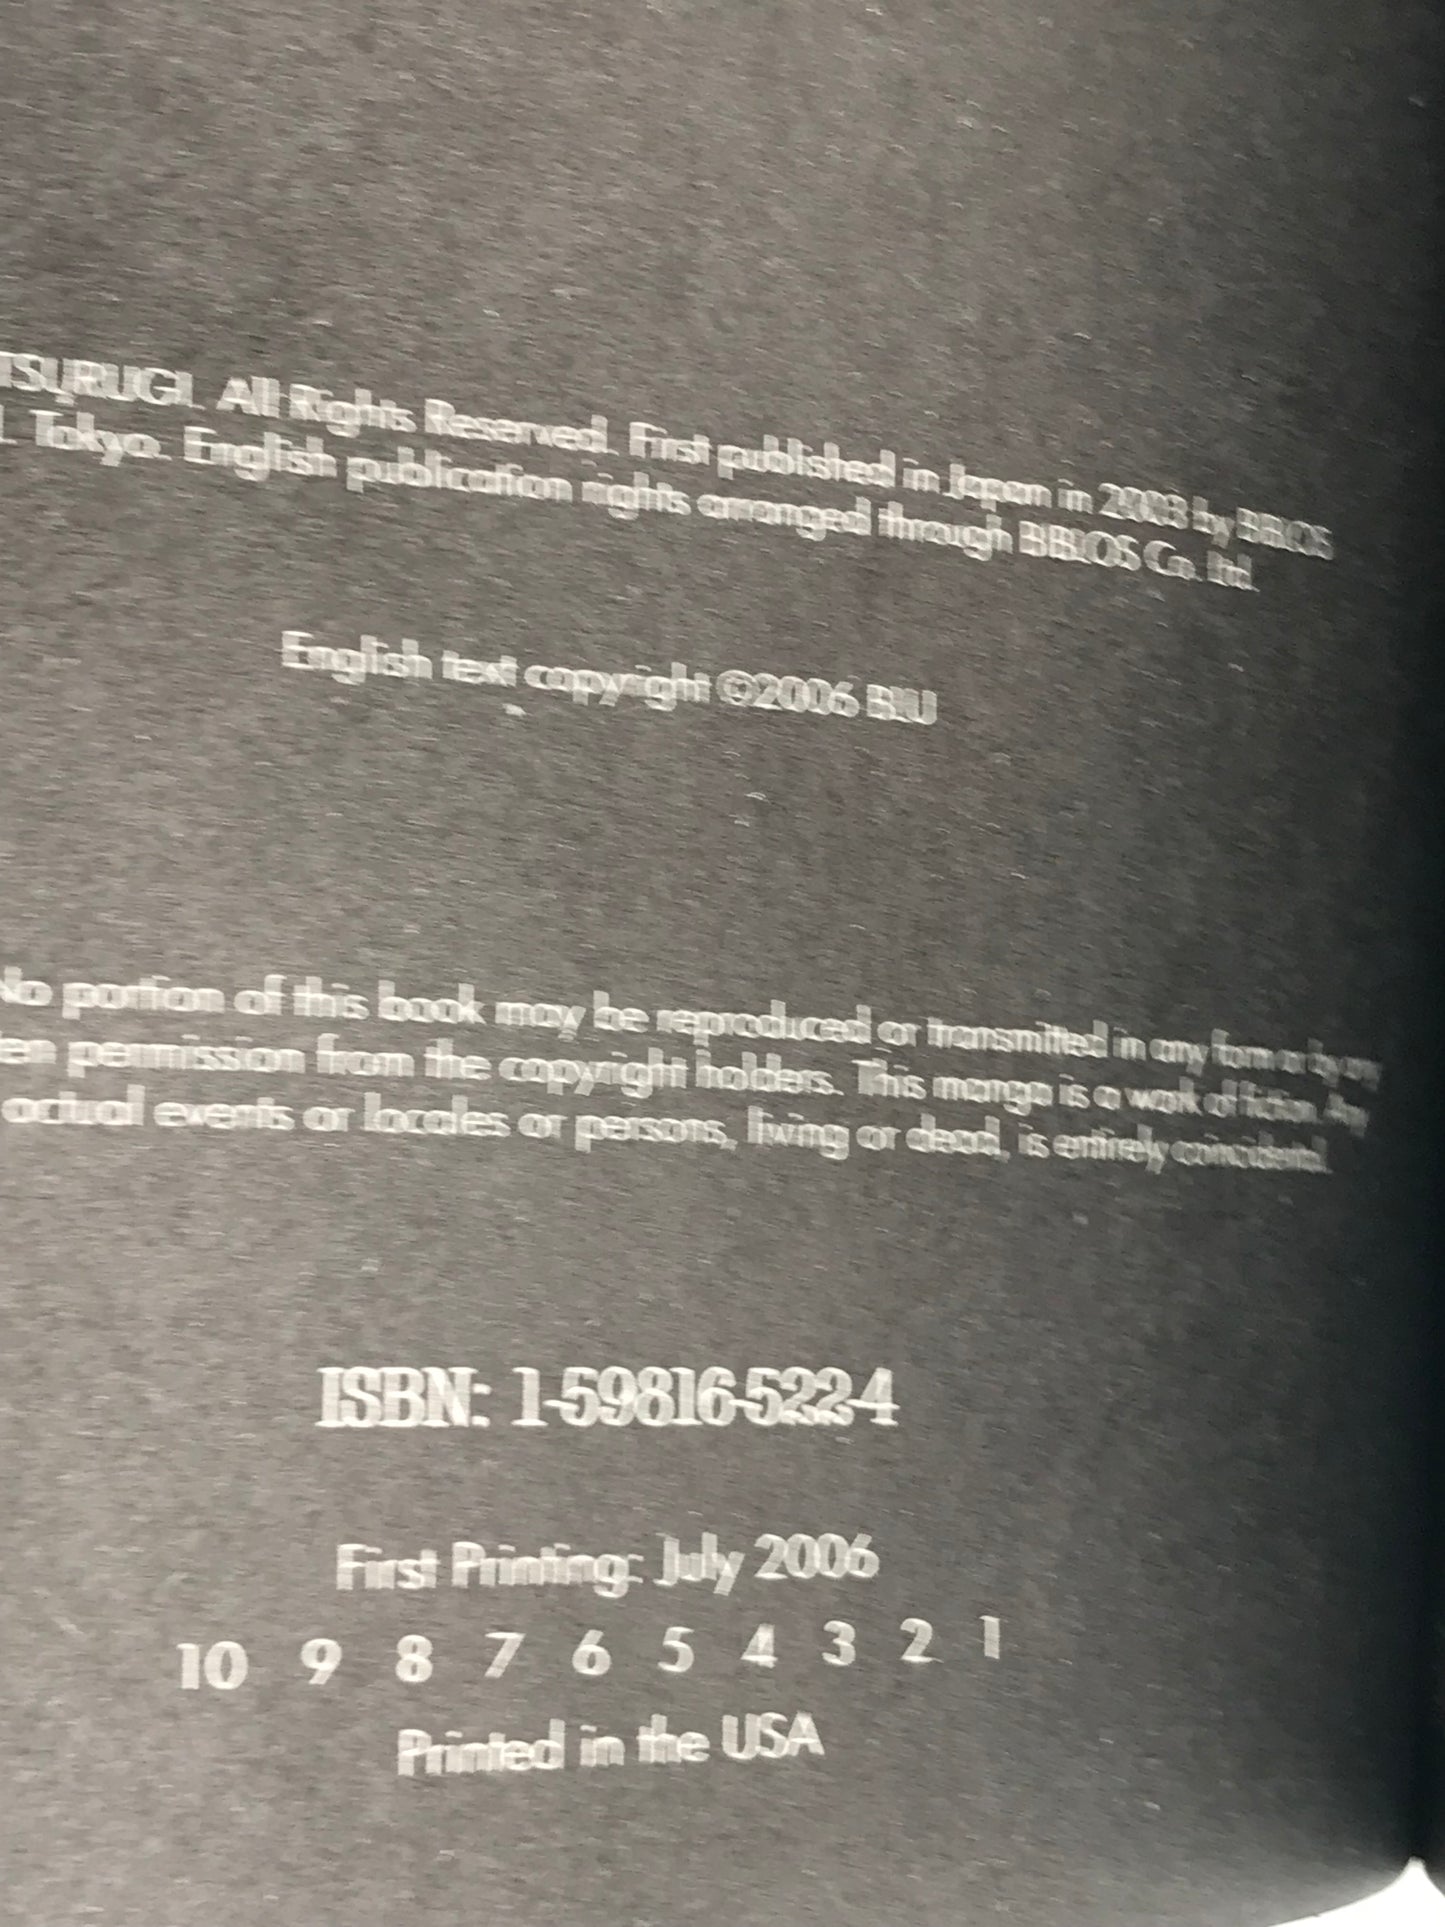 TSURUGI. All Rights Reserved. First published in Japan in 2003 by BIBLOS
Tokyo. English publication rights arranged through BIBLOS Co. Ltd.
English text copyright ©2006 BLU
No portion of this book may be reproduced or transmitted in any form or by any
permission from the copyright holders. This manga is a work of fiction. Any
actual events or locales or persons, living or dead, is entirely coincidental.
ISBN: 1-59816-522-4
First Printing: July 2006
10 9 8 7 6 5 4 3 2 1
Printed in the USA